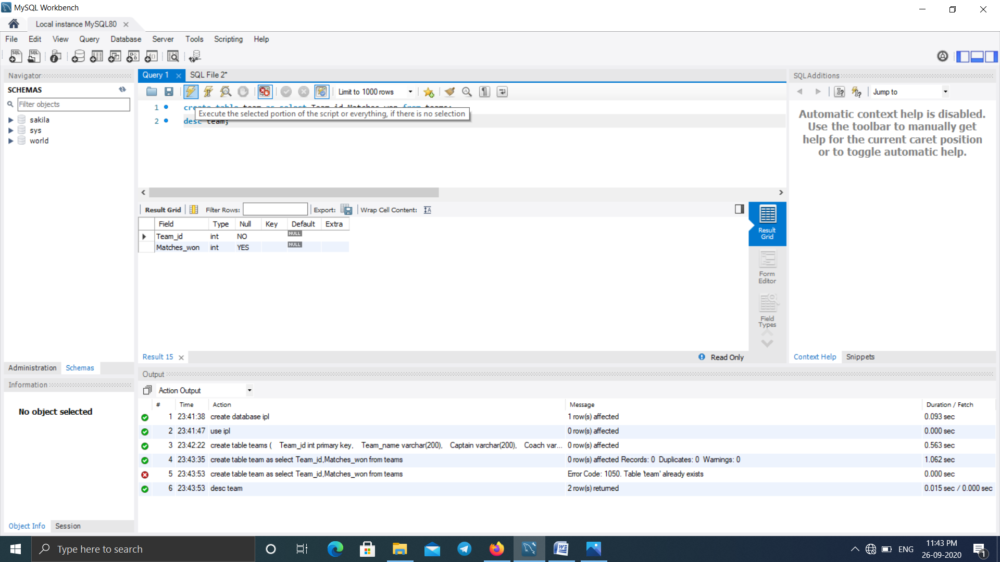 MySQL Workbench
Local instance MySQL80
File Edit View Query Database Server Tools Scripting Help
Navigator
SCHEMAS
Filter objects
sakila
sys
world
Administration Schemas
Information
No object selected
Object Info Session
Query 1 SQL File 2*
Limit to 1000 rows
1 create table team as select Team_id,Matches_won from teams;
Execute the selected portion of the script or everything, if there is no selection
2 desc team;
Result Grid Filter Rows: Export: Wrap Cell Content:
Field Type Null Key Default Extra
Team_id int NO NULL
Matches_won int YES NULL
Result Grid
Form Editor
Field Types
Result 15 Read Only
SQLAdditions
Jump to
Automatic context help is disabled.
Use the toolbar to manually get
help for the current caret position
or to toggle automatic help.
Context Help Snippets
Output
Action Output
# Time Action Message Duration / Fetch
1 23:41:38 create database ipl 1 row(s) affected 0.093 sec
2 23:41:47 use ipl 0 row(s) affected 0.000 sec
3 23:42:22 create table teams ( Team_id int primary key, Team_name varchar(200), Captain varchar(200), Coach var... 0 row(s) affected 0.563 sec
4 23:43:35 create table team as select Team_id,Matches_won from teams 0 row(s) affected Records: 0 Duplicates: 0 Warnings: 0 1.062 sec
5 23:43:53 create table team as select Team_id,Matches_won from teams Error Code: 1050. Table 'team' already exists 0.000 sec
6 23:43:53 desc team 2 row(s) returned 0.015 sec / 0.000 sec
Type here to search
ENG
11:43 PM
26-09-2020
1